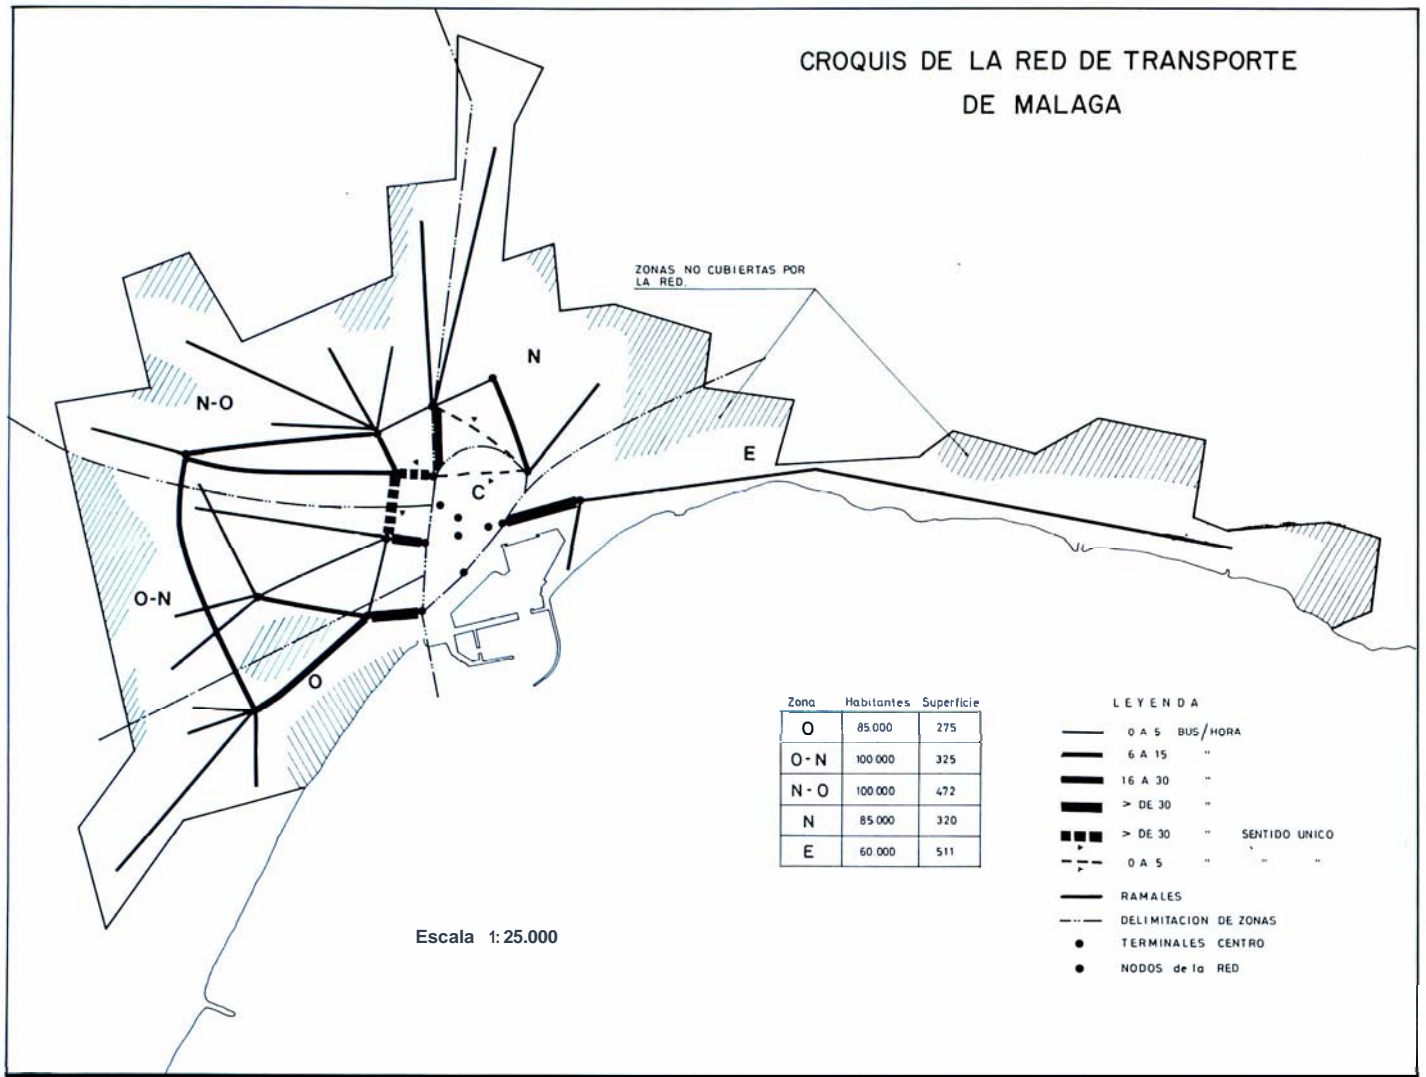 CROQUIS DE LA RED DE TRANSPORTE
DE MALAGA
ZONAS NO CUBIERTAS POR
LA RED.
N
N-O
E
C
O-N
O
Zona Habitantes Superficie
O 85.000 275
O-N 100 000 325
N-O 100 000 472
N 85 000 320
E 60 000 511
LEYENDA
0 A 5 BUS/HORA
6 A 15 "
16 A 30 "
> DE 30 "
> DE 30 " SENTIDO UNICO
0 A 5 " " "
RAMALES
DELIMITACION DE ZONAS
TERMINALES CENTRO
NODOS de la RED
Escala 1:25.000